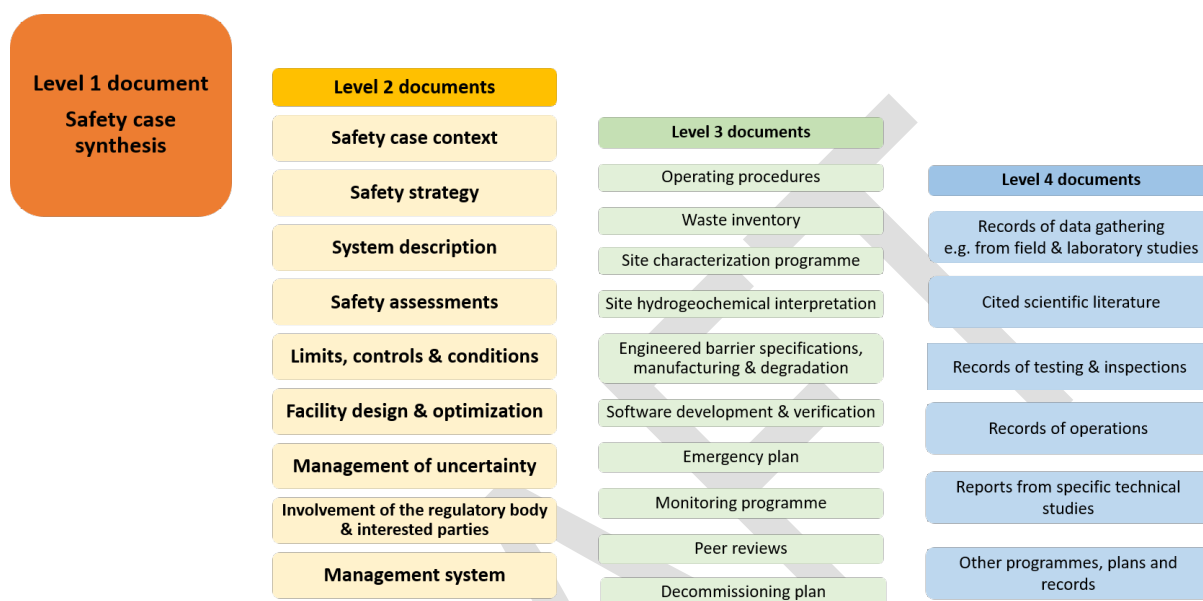 Level 1 document
Safety case
synthesis
Level 2 documents
Safety case context
Safety strategy
System description
Safety assessments
Limits, controls & conditions
Facility design & optimization
Management of uncertainty
Involvement of the regulatory body
& interested parties
Management system
Level 3 documents
Operating procedures
Waste inventory
Site characterization programme
Site hydrogeochemical interpretation
Engineered barrier specifications,
manufacturing & degradation
Software development & verification
Emergency plan
Monitoring programme
Peer reviews
Decommissioning plan
Level 4 documents
Records of data gathering
e.g. from field & laboratory studies
Cited scientific literature
Records of testing & inspections
Records of operations
Reports from specific technical
studies
Other programmes, plans and
records